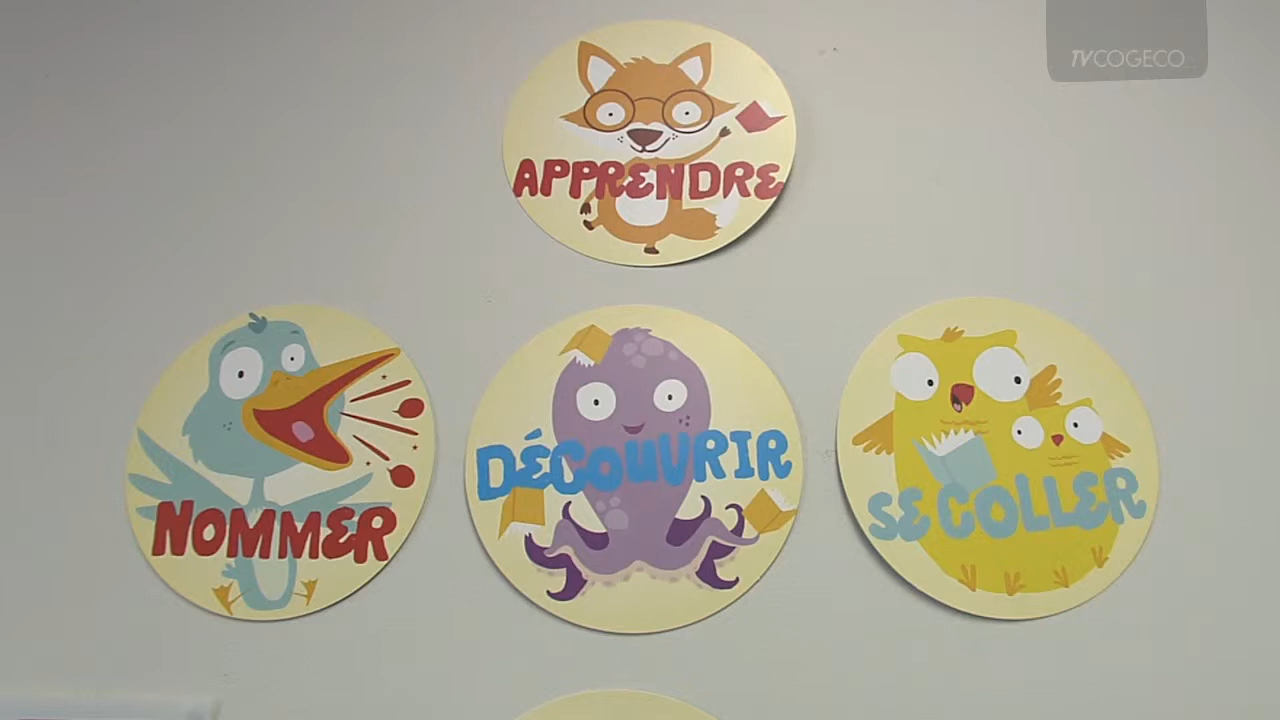 TVCOGECO
APPRENDRE
NOMMER
DÉCOUVRIR
SE COLLER